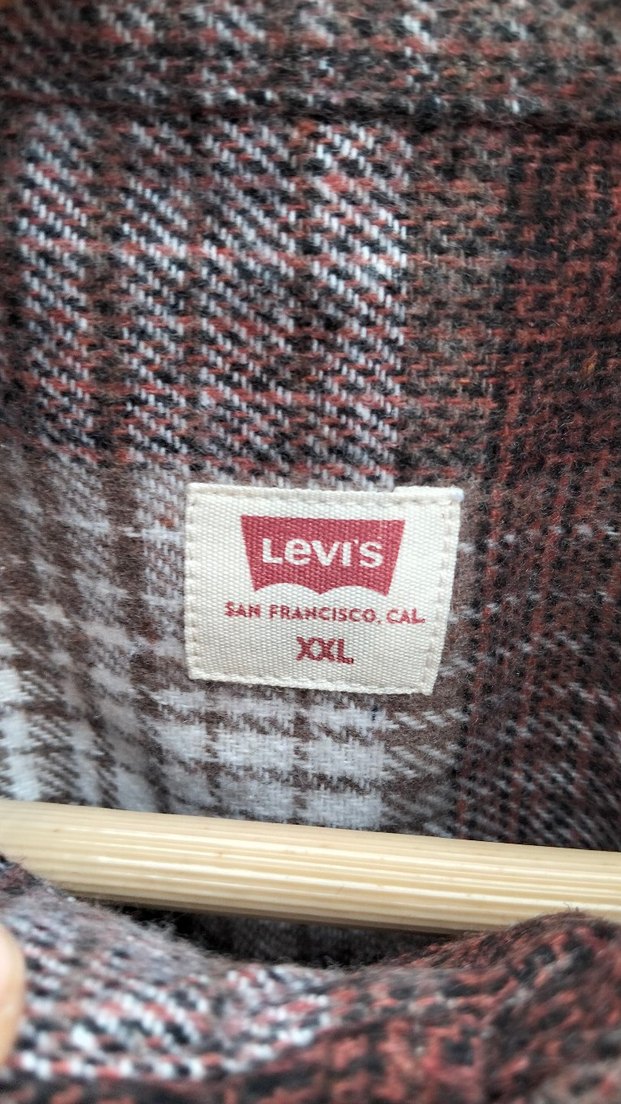 LEVI'S
SAN FRANCISCO, CAL.
XXL